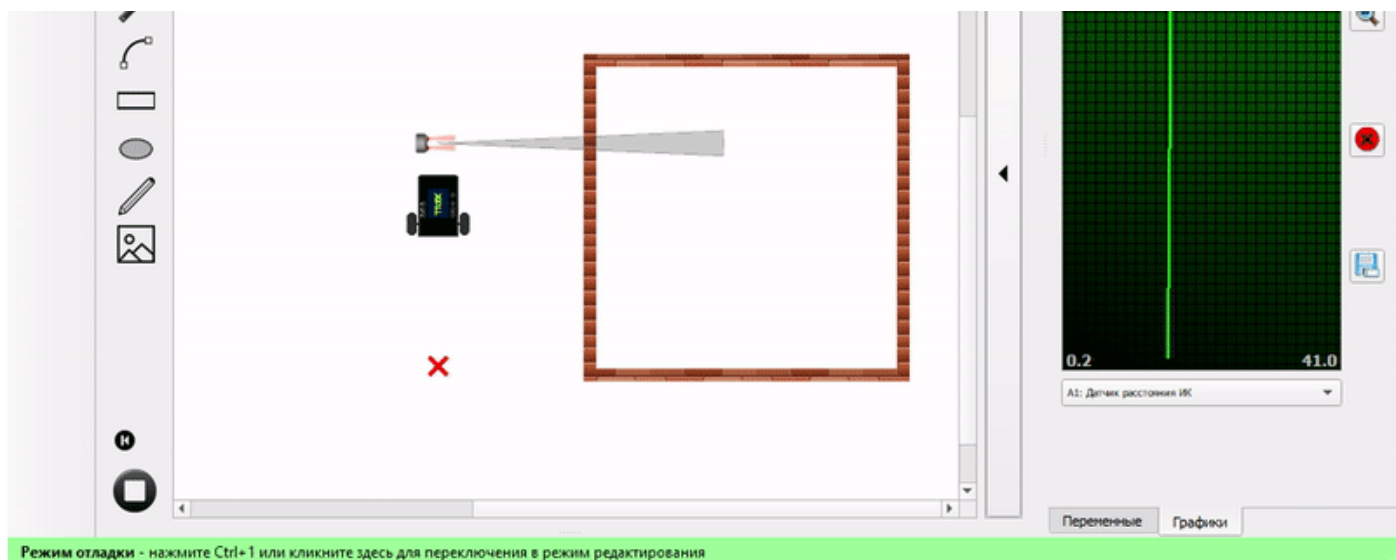 0.2 41.0
A1: Датчик расстояния ИК
Переменные Графики
Режим отладки - нажмите Ctrl+1 или кликните здесь для переключения в режим редактирования